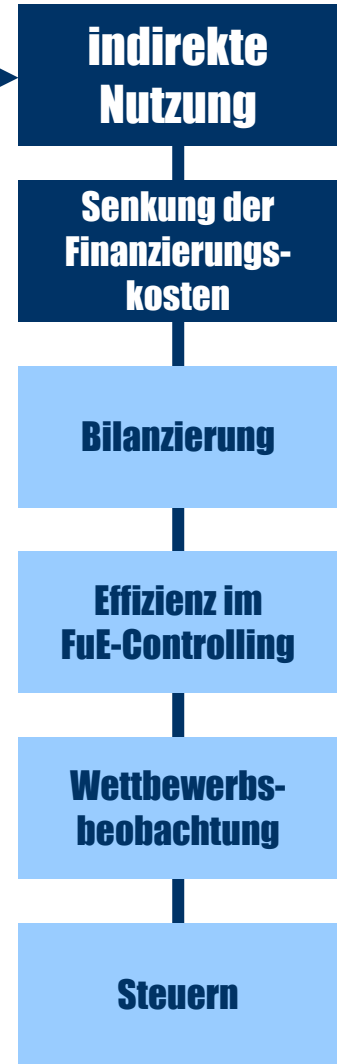 indirekte
Nutzung
Senkung der
Finanzierungs-
kosten
Bilanzierung
Effizienz im
FuE-Controlling
Wettbewerbs-
beobachtung
Steuern